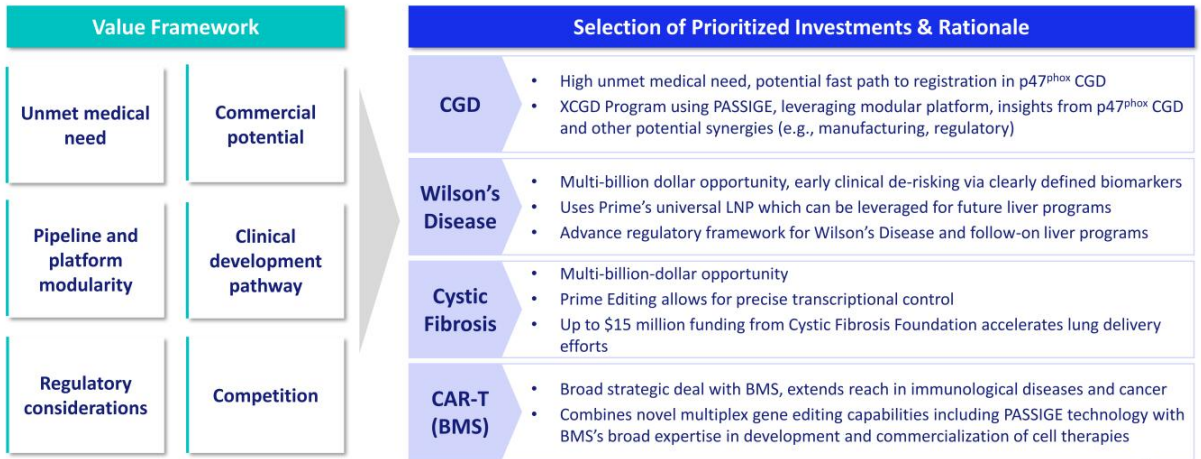 Value Framework
Unmet medical
need
Commercial
potential
Pipeline and
platform
modularity
Clinical
development
pathway
Regulatory
considerations
Competition
Selection of Prioritized Investments & Rationale
CGD
• High unmet medical need, potential fast path to registration in p47phox CGD
• XCGD Program using PASSIGE, leveraging modular platform, insights from p47phox CGD
and other potential synergies (e.g., manufacturing, regulatory)
Wilson's
Disease
• Multi-billion dollar opportunity, early clinical de-risking via clearly defined biomarkers
• Uses Prime's universal LNP which can be leveraged for future liver programs
• Advance regulatory framework for Wilson's Disease and follow-on liver programs
Cystic
Fibrosis
• Multi-billion-dollar opportunity
• Prime Editing allows for precise transcriptional control
• Up to $15 million funding from Cystic Fibrosis Foundation accelerates lung delivery
efforts
CAR-T
(BMS)
• Broad strategic deal with BMS, extends reach in immunological diseases and cancer
• Combines novel multiplex gene editing capabilities including PASSIGE technology with
BMS's broad expertise in development and commercialization of cell therapies